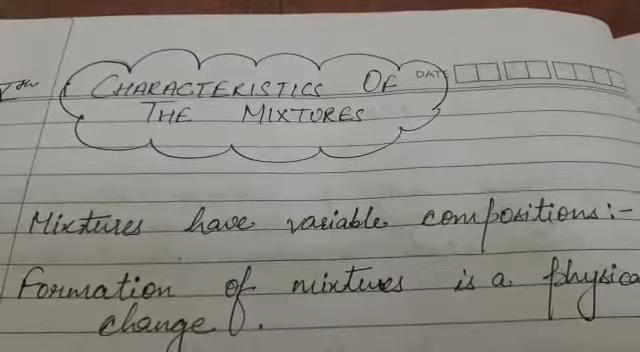 CHARACTERISTICS OF
THE MIXTURES
DATE
Mixtures have variable compositions:-
Formation of mixtures is a physica
change.